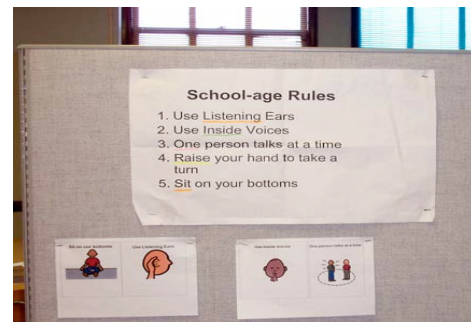 School-age Rules
1. Use Listening Ears
2. Use Inside Voices
3. One person talks at a time
4. Raise your hand to take a
turn
5. Sit on your bottoms
Sit on our bottoms
Use Listening Ears
Use Inside Voices
One person talks at a time